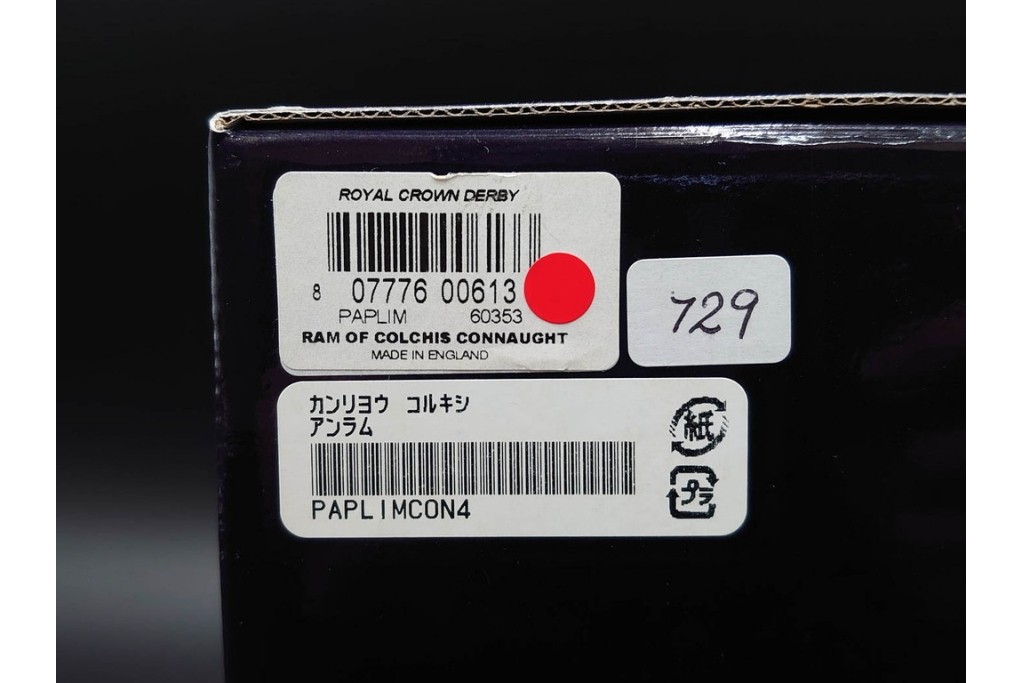 ROYAL CROWN DERBY
8 07776 00613
PAPLIM 60353
RAM OF COLCHIS CONNAUGHT
MADE IN ENGLAND
729
カンリヨウ コルキシ
アンラム
紙
プラ
PAPLIMCON4